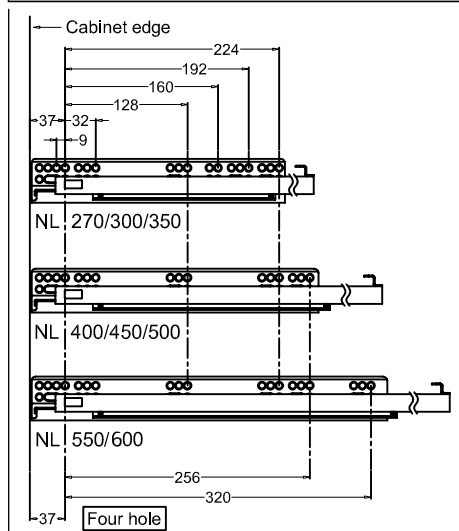 Cabinet edge
224
192
160
128
37
32
9
NL 270/300/350
NL 400/450/500
NL 550/600
256
320
37
Four hole